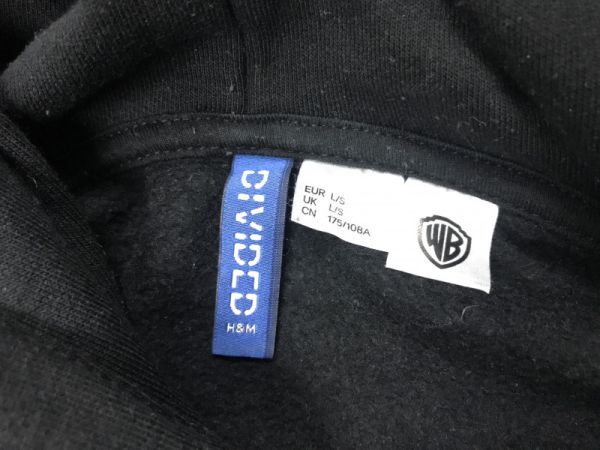 DIVIDED
H&M
EUR L/S
UK L/S
CN 175/108A
WB